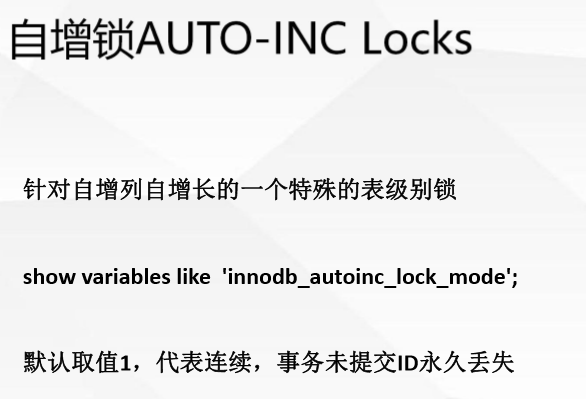 自增锁AUTO-INC Locks
针对自增列自增长的一个特殊的表级别锁
show variables like 'innodb_autoinc_lock_mode';
默认取值1，代表连续，事务未提交ID永久丢失